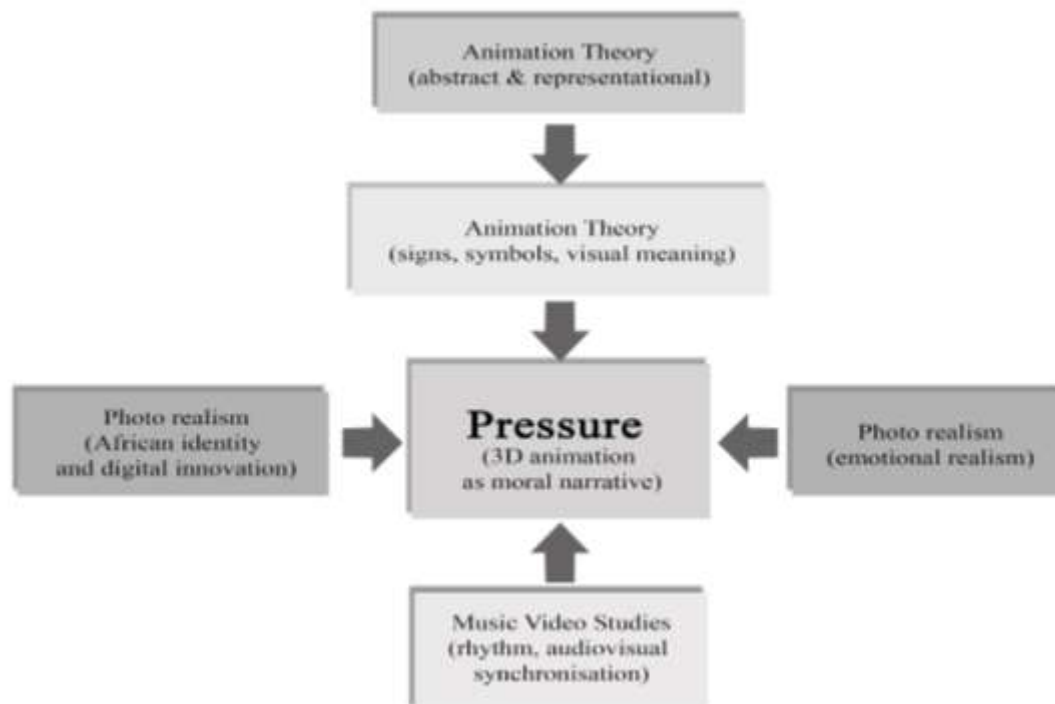 Animation Theory
(abstract & representational)
Animation Theory
(signs, symbols, visual meaning)
Photo realism
(African identity
and digital innovation)
Pressure
(3D animation
as moral narrative)
Photo realism
(emotional realism)
Music Video Studies
(rhythm, audiovisual
synchronisation)